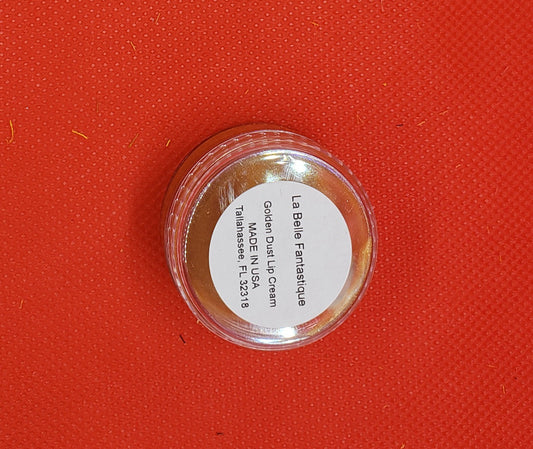 La Belle Fantastique
Golden Dust Lip Cream
MADE IN USA
Tallahassee, FL 32318